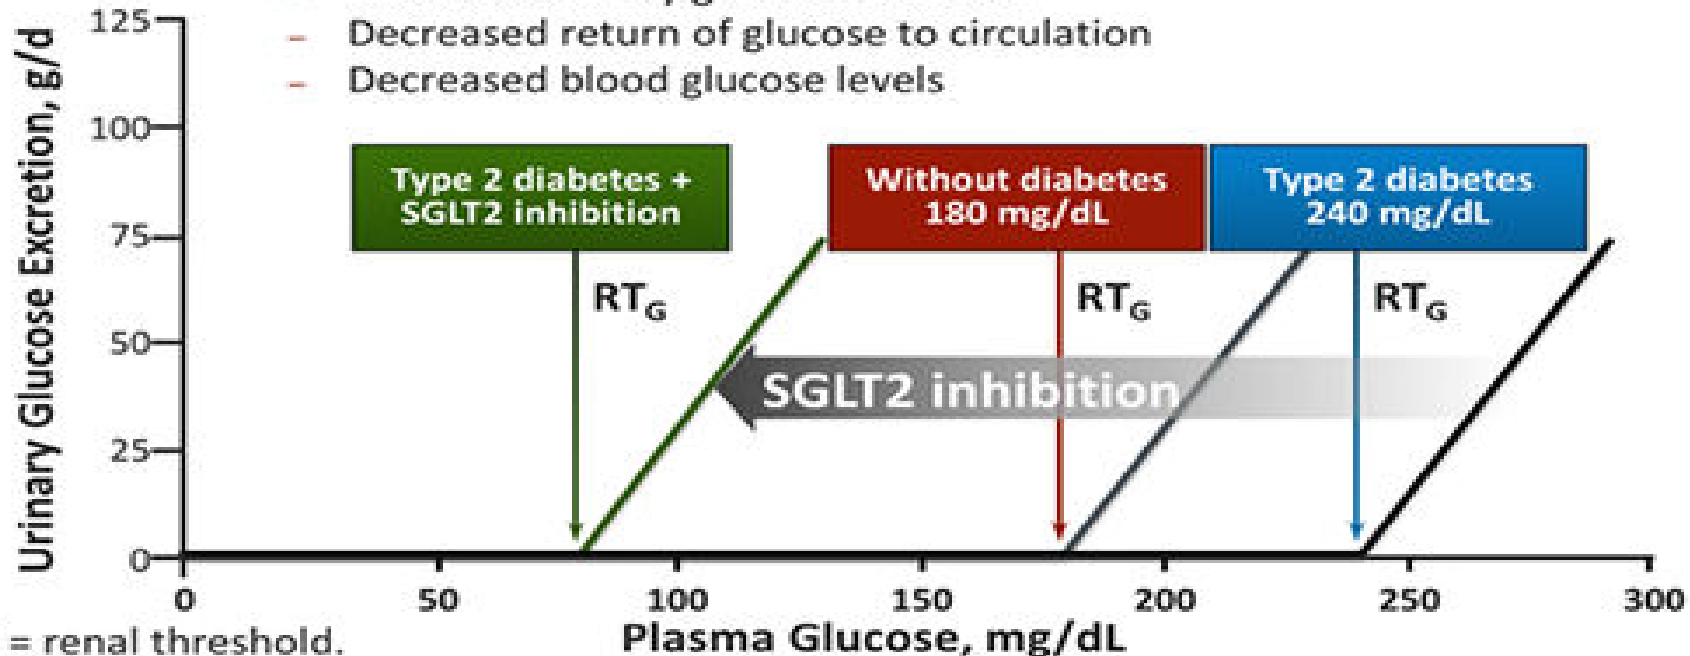 125
– Decreased return of glucose to circulation
– Decreased blood glucose levels
100
Type 2 diabetes +
SGLT2 inhibition
Without diabetes
180 mg/dL
Type 2 diabetes
240 mg/dL
75
RTG
RTG
RTG
50
SGLT2 inhibition
25
0
Urinary Glucose Excretion, g/d
0 50 100 150 200 250 300
= renal threshold.
Plasma Glucose, mg/dL